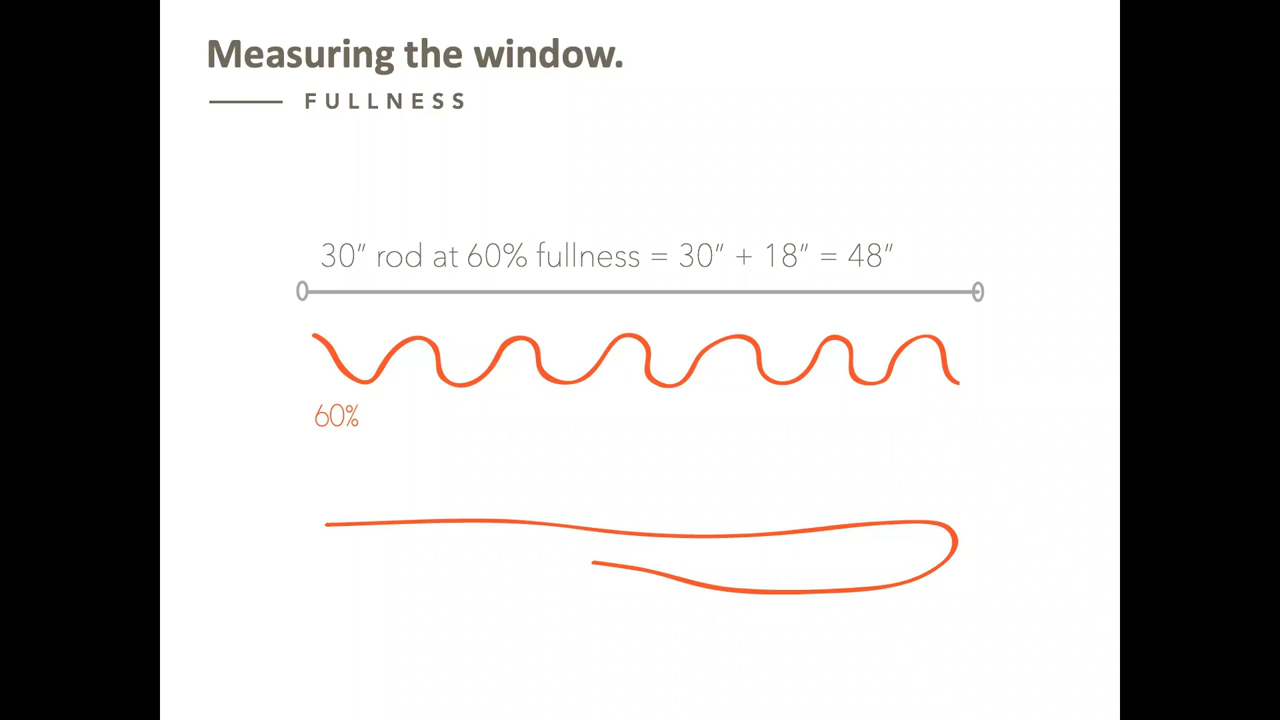 Measuring the window.
FULLNESS
30” rod at 60% fullness = 30” + 18” = 48”
60%